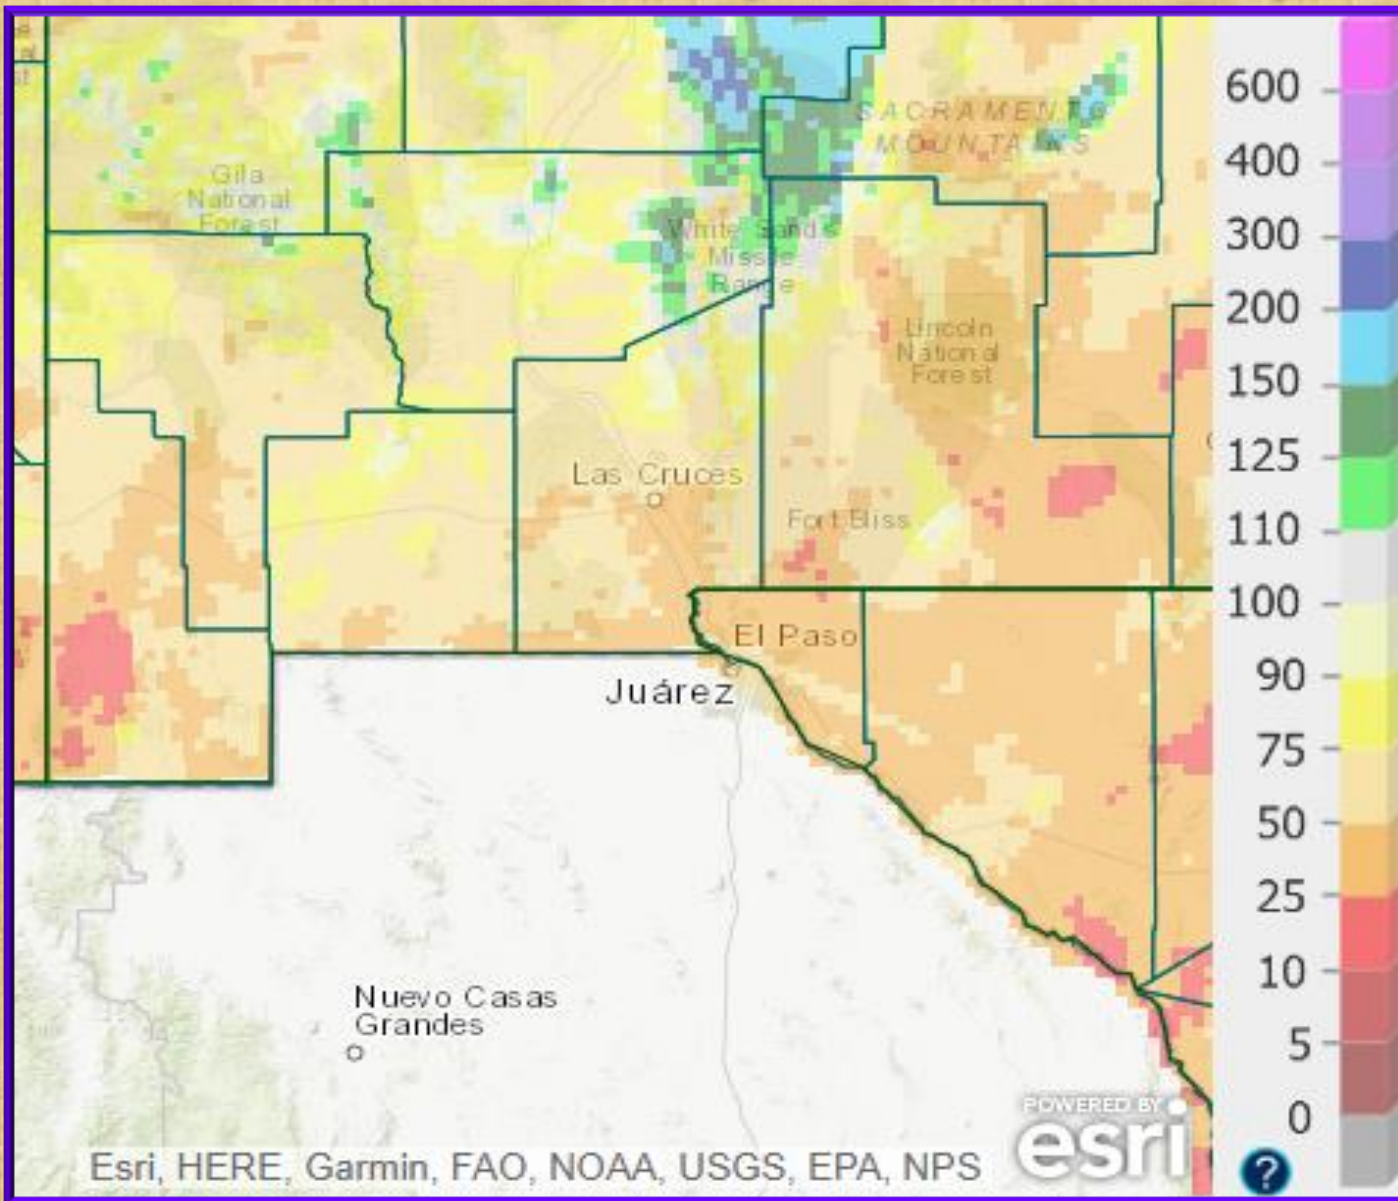 600
SACRAMENTO
MOUNTAINS
400
Gila
National
Forest
300
White Sands
Missle
Range
200
Lincoln
National
Forest
150
125
Las Cruces
Fort Bliss
110
100
El Paso
Juárez
90
75
50
25
10
Nuevo Casas
Grandes
5
0
POWERED BY
esri
Esri, HERE, Garmin, FAO, NOAA, USGS, EPA, NPS
?